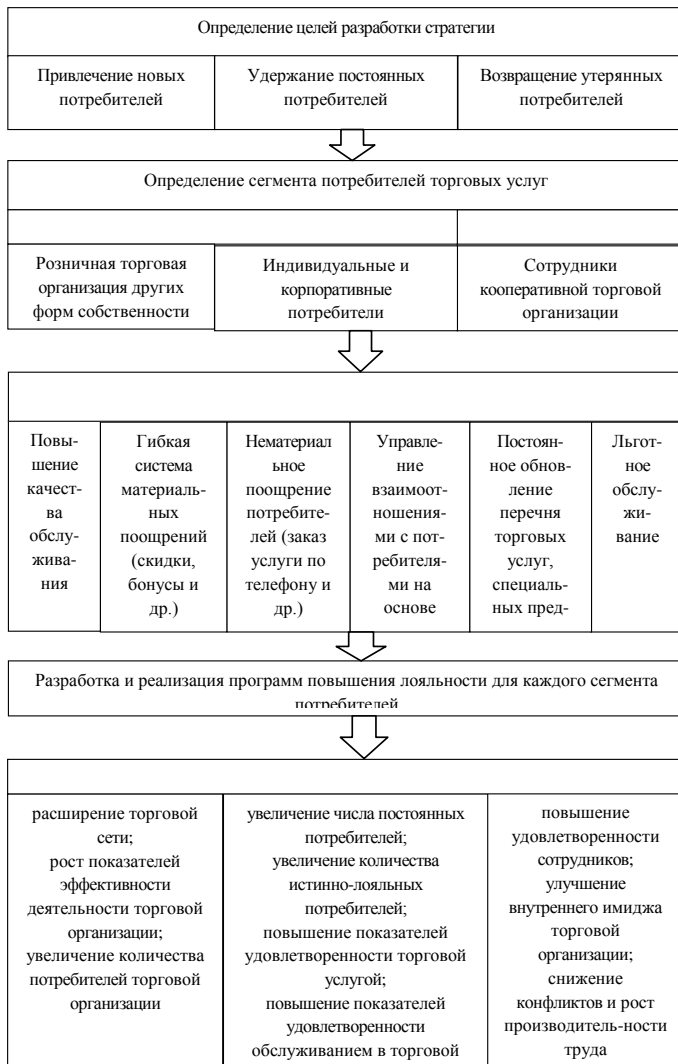 Определение целей разработки стратегии
Привлечение новых
потребителей
Удержание постоянных
потребителей
Возвращение утерянных
потребителей
Определение сегмента потребителей торговых услуг
Розничная торговая
организация других
форм собственности
Индивидуальные и
корпоративные
потребители
Сотрудники
кооперативной торговой
организации
Повы-
шение
качест-
ва
обслу-
жива-
ния
Гибкая
система
материаль-
ных
поощрений
(скидки,
бонусы и
др.)
Нематериал
ьное
поощрение
потребите-
лей (заказ
услуги по
телефону и
др.)
Управле-
ние
взаимоот-
ношения-
ми с пот-
ребителя-
ми на
основе
Постоян-
ное обнов-
ление
перечня
торговых
услуг,
специаль-
ных пред-
Льгот-
ное
обслу-
жи-
вание
Разработка и реализация программ повышения лояльности для каждого сегмента
потребителей
расширение торговой
сети;
рост показателей
эффективности
деятельности торговой
организации;
увеличение количества
потребителей торговой
организации
увеличение числа постоянных
потребителей;
увеличение количества
истинно-лояльных
потребителей;
повышение показателей
удовлетворенности торговой
услугой;
повышение показателей
удовлетворенности
обслуживанием в торговой
повышение
удовлетворенности
сотрудников;
улучшение
внутреннего имиджа
торговой
организации;
снижение
конфликтов и рост
производитель-ности
труда